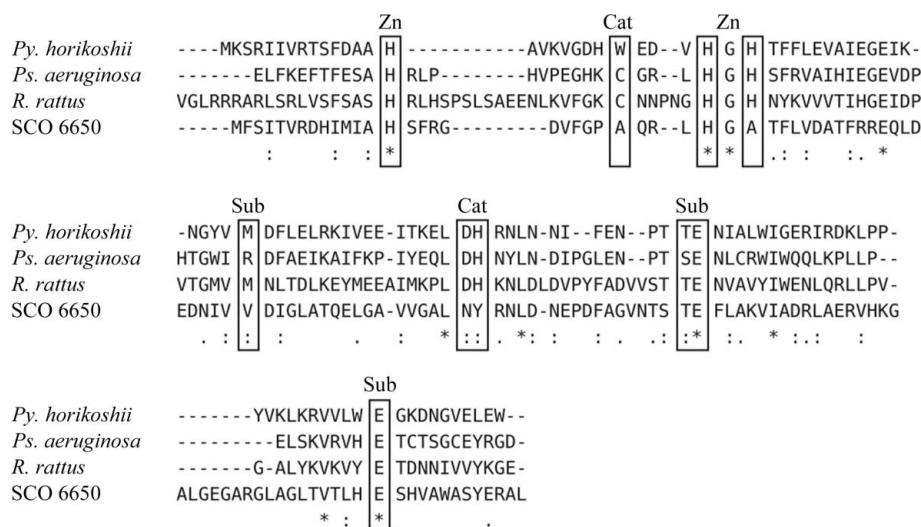 Zn Cat Zn
Py. horikoshii ----MKSRIIVRTSFDAA H -----------AVKVGDH W ED--V H G H TFFLEVAIEGEIK-
Ps. aeruginosa -------ELFKEFTFESA H RLP--------HVPEGHK C GR--L H G H SFRVAIHIEGEVDP
R. rattus VGLRRRARLSRLVSFSAS H RLHSPSLSAEENLKVFGK C NNPNG H G H NYKVVVTIHGEIDP
SCO 6650 -----MFSITVRDHIMIA H SFRG---------DVFGP A QR--L H G A TFLVDATFRREQLD
: : : * * * .: : :. *
Sub Cat Sub
Py. horikoshii -NGYV M DFLELRKIVEE-ITKEL DH RNLN-NI--FEN--PT TE NIALWIGERIRDKLPP-
Ps. aeruginosa HTGWI R DFAEIKAIFKP-IYEQL DH NYLN-DIPGLEN--PT SE NLCRWIWQQLKPLLP--
R. rattus VTGMV M NLTDLKEYMEEAIMKPL DH KNLDLDVPYFADVVST TE NVAVYIWENLQRLLPV-
SCO 6650 EDNIV V DIGLATQELGA-VVGAL NY RNLD-NEPDFAGVNTS TE FLAKVIADRLAERVHKG
. : : : . : * :: . *: : : . .: :* :. * :.: :
Sub
Py. horikoshii -------YVKLKRVVLW E GKDNGVELEW--
Ps. aeruginosa ---------ELSKVRVH E TCTSGCEYRGD-
R. rattus -------G-ALYKVKVY E TDNNIVVYKGE-
SCO 6650 ALGEGARGLAGLTVTLH E SHVAWASYERAL
* : * .